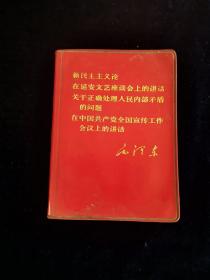 新民主主义论
在延安文艺座谈会上的讲话
关于正确处理人民内部矛盾
的问题
在中国共产党全国宣传工作
会议上的讲话
毛泽东